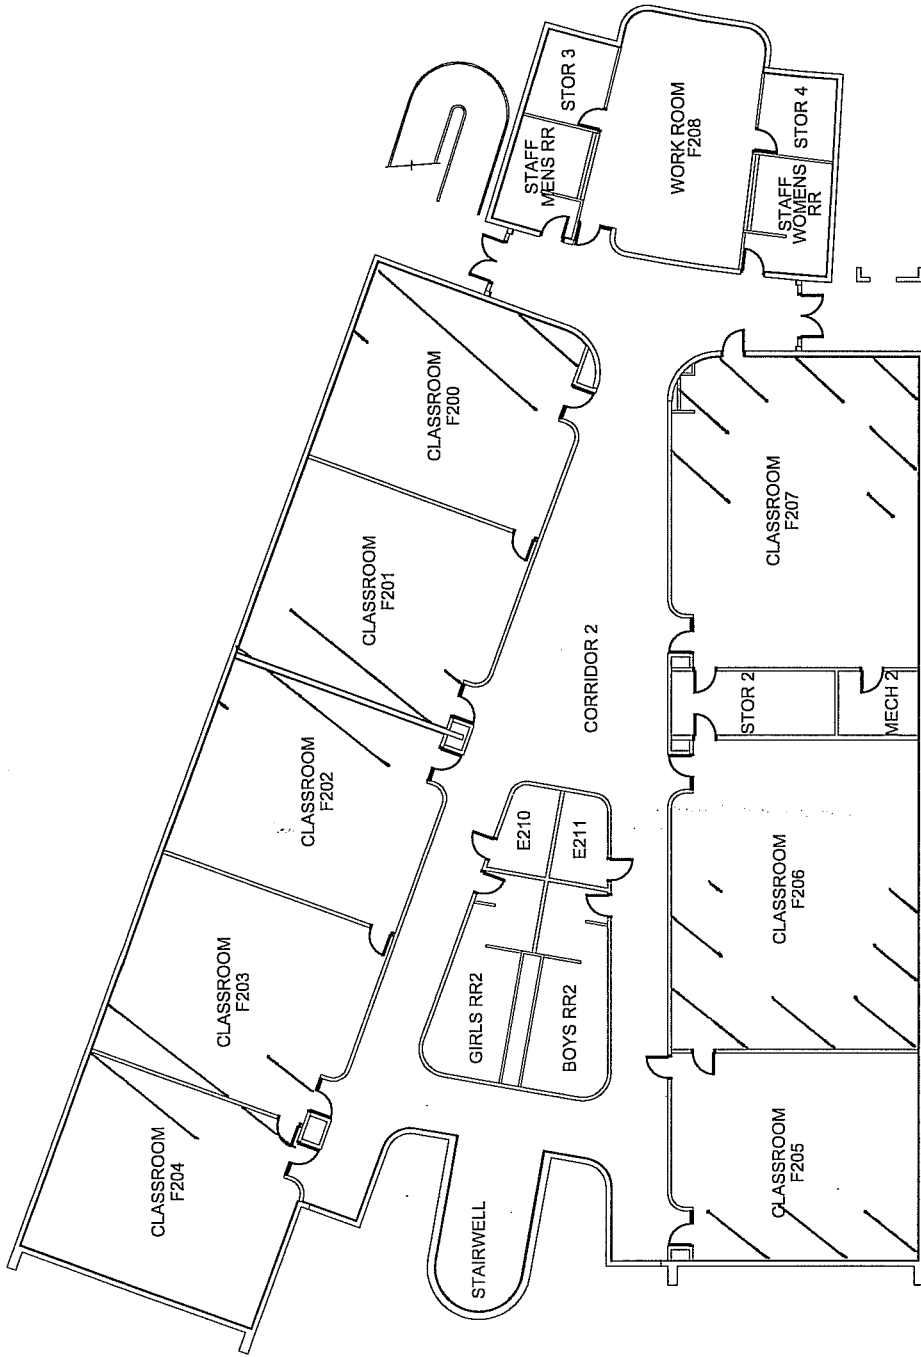 STOR 3
STAFF
MENS RR
WORK ROOM
F208
STOR 4
STAFF
WOMENS
RR
CLASSROOM
F200
CLASSROOM
F201
CLASSROOM
F202
CLASSROOM
F203
CLASSROOM
F204
CORRIDOR 2
E210
E211
GIRLS RR2
BOYS RR2
STAIRWELL
CLASSROOM
F207
STOR 2
MECH 2
CLASSROOM
F206
CLASSROOM
F205